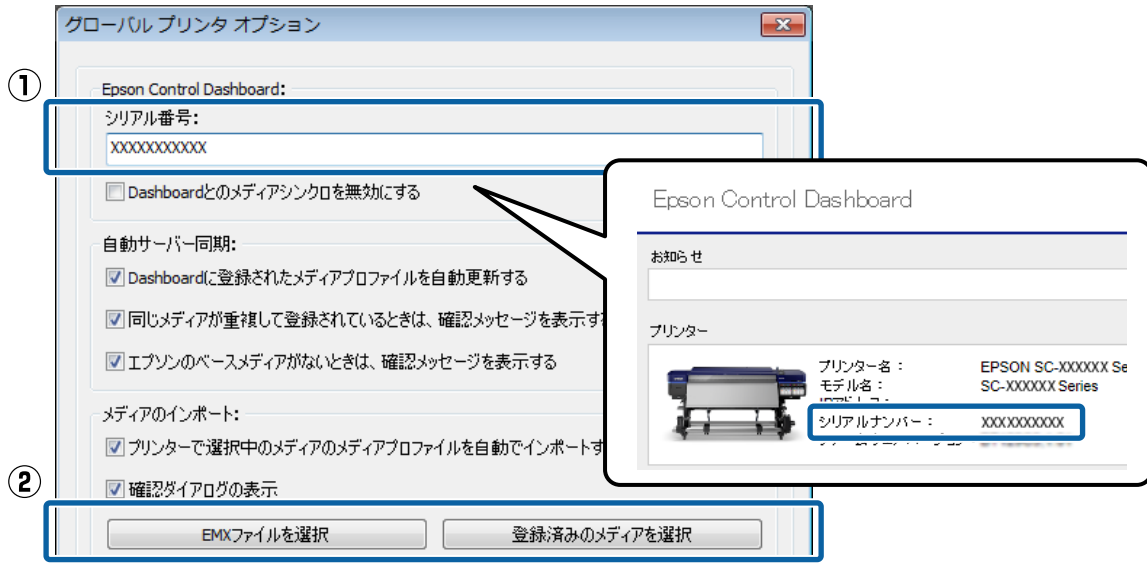 グローバル プリンタ オプション
①
Epson Control Dashboard:
シリアル番号:
XXXXXXXXXXX
Dashboardとのメディアシンクロを無効にする
自動サーバー同期:
Dashboardに登録されたメディアプロファイルを自動更新する
同じメディアが重複して登録されているときは、確認メッセージを表示す
エプソンのベースメディアがないときは、確認メッセージを表示する
メディアのインポート:
プリンターで選択中のメディアのメディアプロファイルを自動でインポートす
②
確認ダイアログの表示
EMXファイルを選択
登録済みのメディアを選択
Epson Control Dashboard
お知らせ
プリンター
プリンター名: EPSON SC-XXXXXX Se
モデル名: SC-XXXXXX Series
シリアルナンバー: XXXXXXXXXX